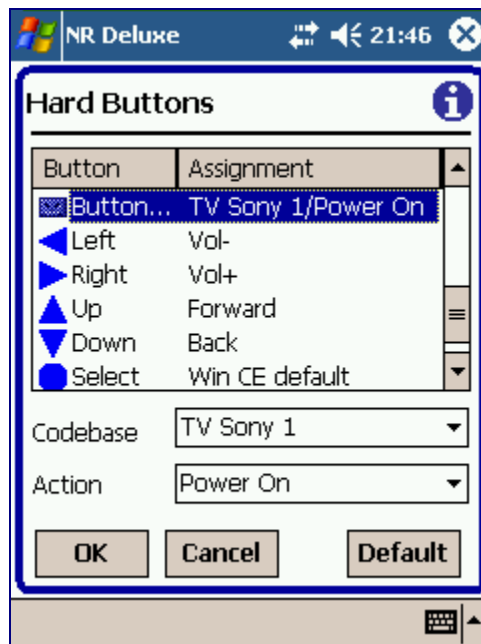 NR Deluxe 21:46
Hard Buttons
Button Assignment
Button... TV Sony 1/Power On
Left Vol-
Right Vol+
Up Forward
Down Back
Select Win CE default
Codebase TV Sony 1
Action Power On
OK Cancel Default